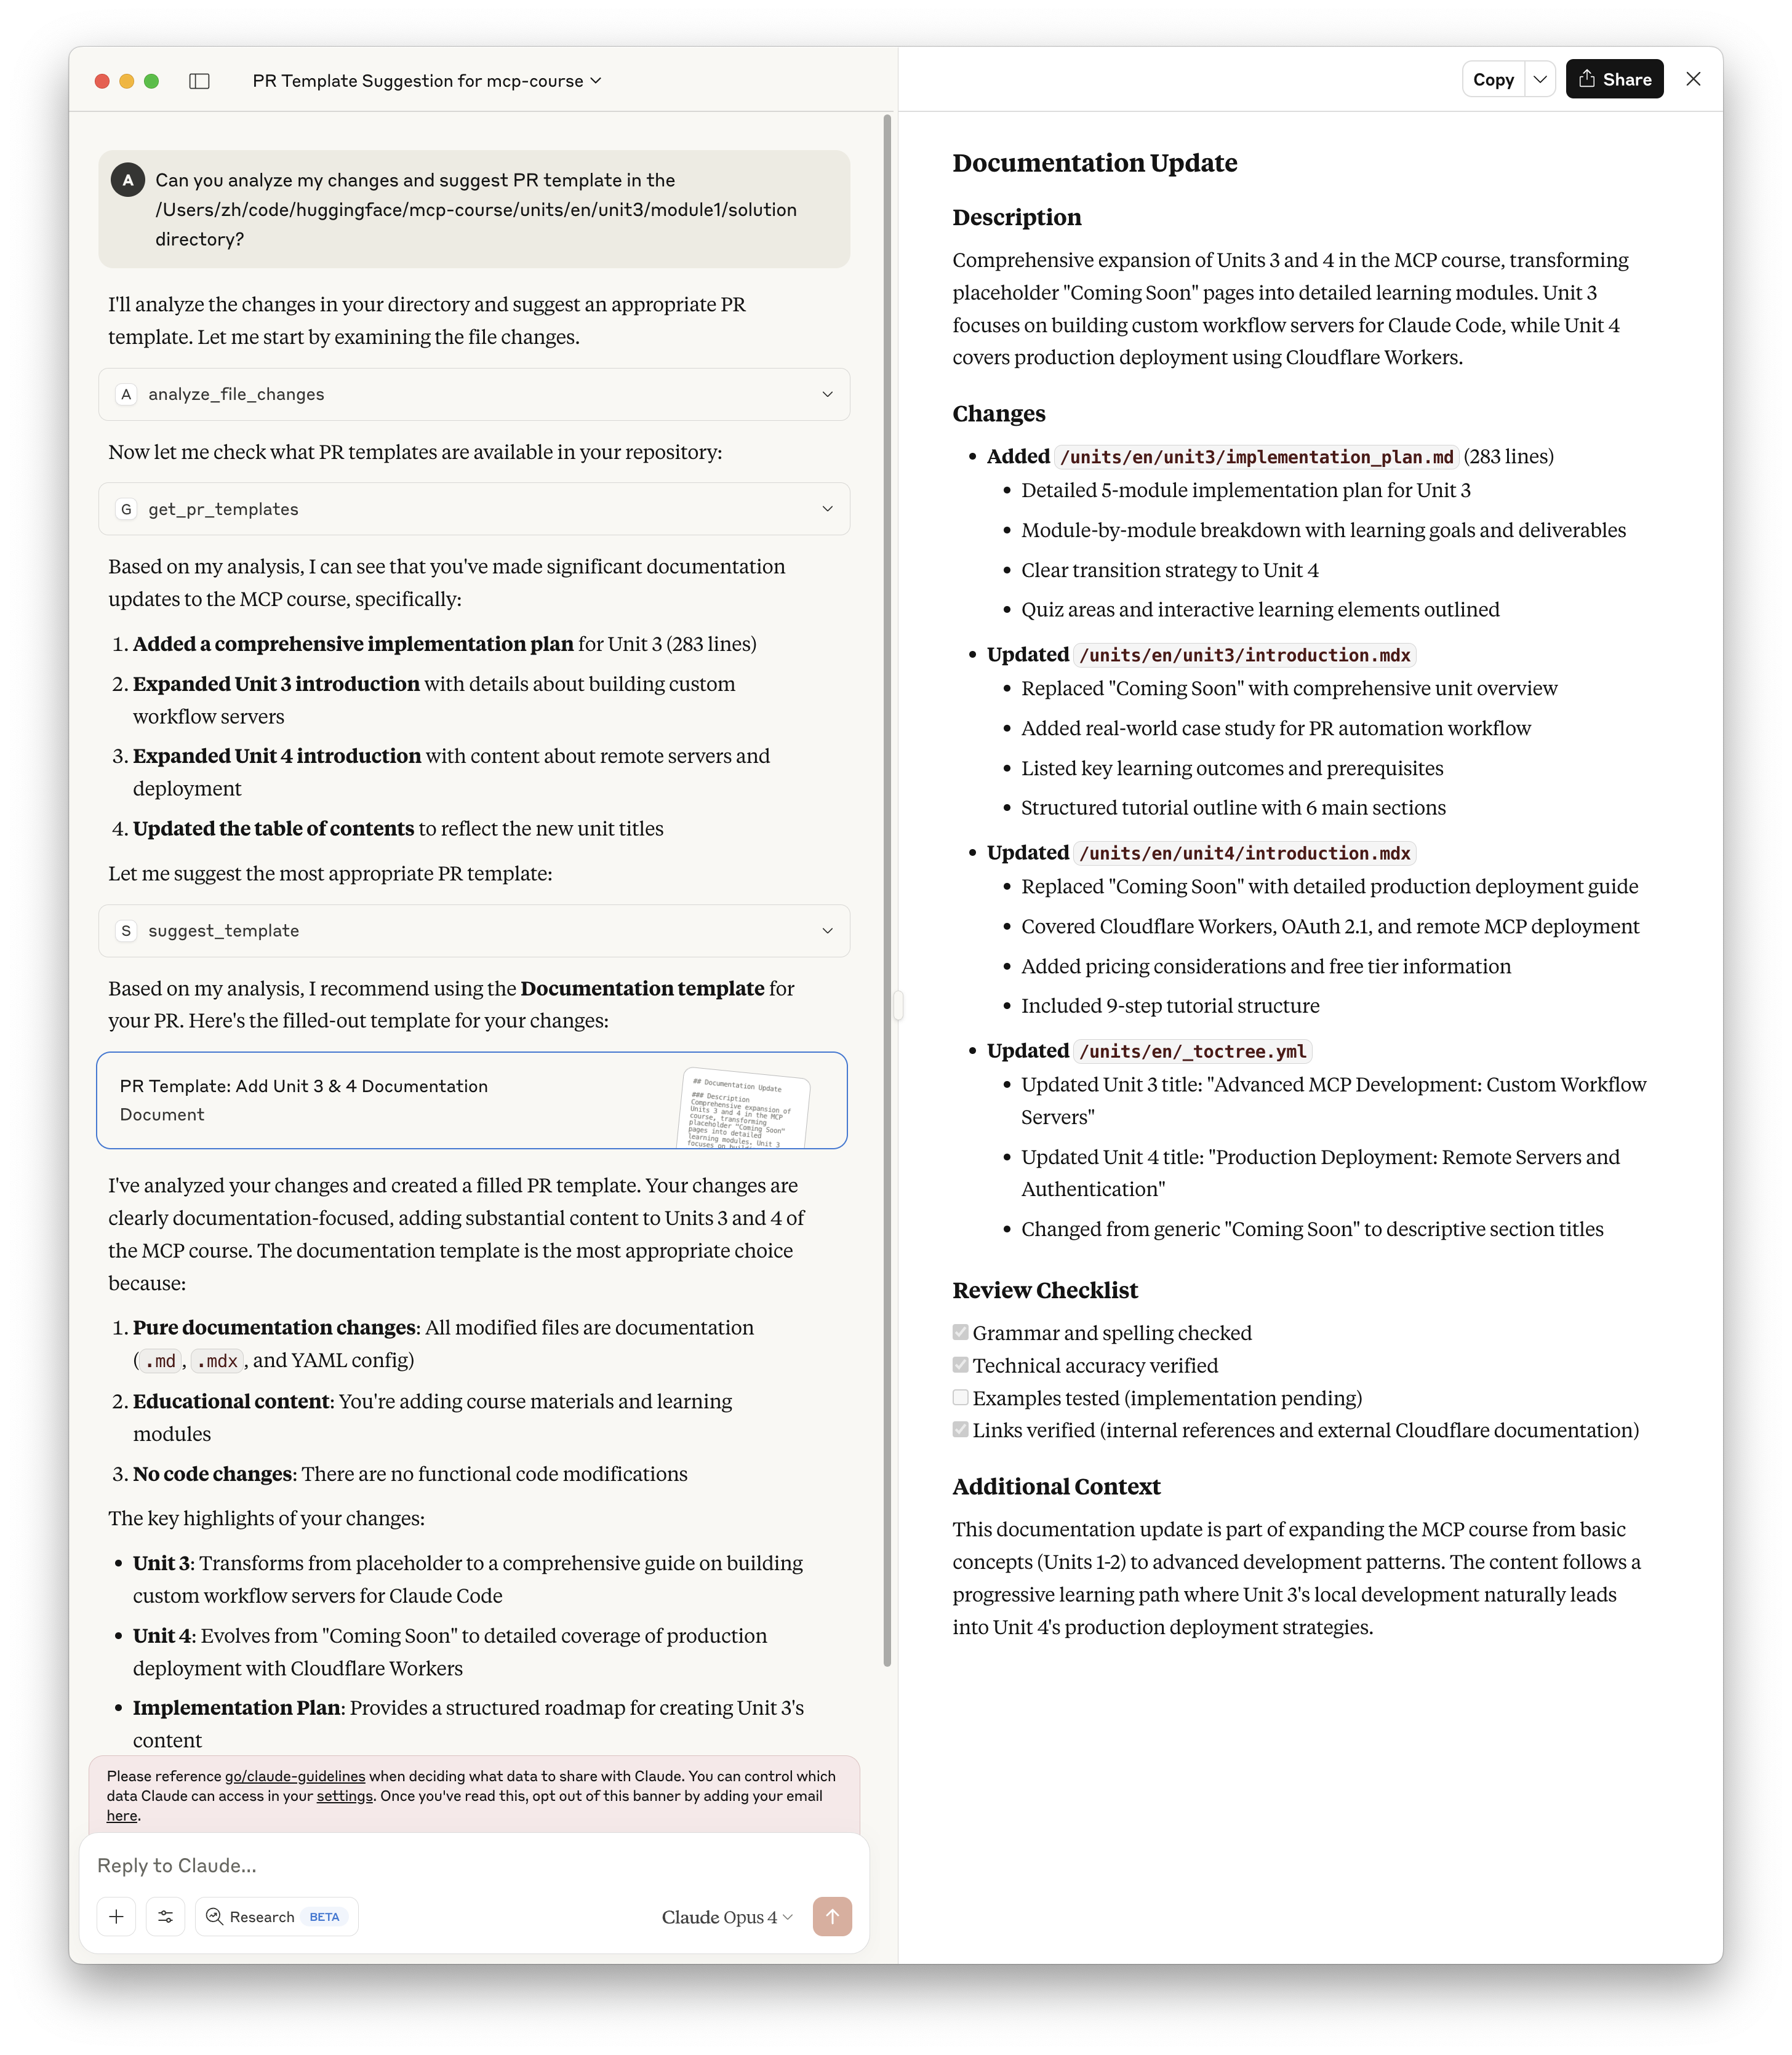 PR Template Suggestion for mcp-course
A
Can you analyze my changes and suggest PR template in the
/Users/zh/code/huggingface/mcp-course/units/en/unit3/module1/solution
directory?
I'll analyze the changes in your directory and suggest an appropriate PR
template. Let me start by examining the file changes.
A analyze_file_changes
Now let me check what PR templates are available in your repository:
G get_pr_templates
Based on my analysis, I can see that you've made significant documentation
updates to the MCP course, specifically:
1. Added a comprehensive implementation plan for Unit 3 (283 lines)
2. Expanded Unit 3 introduction with details about building custom
workflow servers
3. Expanded Unit 4 introduction with content about remote servers and
deployment
4. Updated the table of contents to reflect the new unit titles
Let me suggest the most appropriate PR template:
S suggest_template
Based on my analysis, I recommend using the Documentation template for
your PR. Here's the filled-out template for your changes:
PR Template: Add Unit 3 & 4 Documentation
Document
## Documentation Update
### Description
Comprehensive expansion of
Units 3 and 4 in the MCP
course, transforming
placeholder "Coming Soon"
pages into detailed
learning modules. Unit 3
focuses on
I've analyzed your changes and created a filled PR template. Your changes are
clearly documentation-focused, adding substantial content to Units 3 and 4 of
the MCP course. The documentation template is the most appropriate choice
because:
1. Pure documentation changes: All modified files are documentation
(.md, .mdx, and YAML config)
2. Educational content: You're adding course materials and learning
modules
3. No code changes: There are no functional code modifications
The key highlights of your changes:
• Unit 3: Transforms from placeholder to a comprehensive guide on building
custom workflow servers for Claude Code
• Unit 4: Evolves from "Coming Soon" to detailed coverage of production
deployment with Cloudflare Workers
• Implementation Plan: Provides a structured roadmap for creating Unit 3's
content
Please reference go/claude-guidelines when deciding what data to share with Claude. You can control which
data Claude can access in your settings. Once you've read this, opt out of this banner by adding your email
here.
Reply to Claude...
Research BETA
Claude Opus 4
Copy
Share
Documentation Update
Description
Comprehensive expansion of Units 3 and 4 in the MCP course, transforming
placeholder "Coming Soon" pages into detailed learning modules. Unit 3
focuses on building custom workflow servers for Claude Code, while Unit 4
covers production deployment using Cloudflare Workers.
Changes
• Added /units/en/unit3/implementation_plan.md (283 lines)
• Detailed 5-module implementation plan for Unit 3
• Module-by-module breakdown with learning goals and deliverables
• Clear transition strategy to Unit 4
• Quiz areas and interactive learning elements outlined
• Updated /units/en/unit3/introduction.mdx
• Replaced "Coming Soon" with comprehensive unit overview
• Added real-world case study for PR automation workflow
• Listed key learning outcomes and prerequisites
• Structured tutorial outline with 6 main sections
• Updated /units/en/unit4/introduction.mdx
• Replaced "Coming Soon" with detailed production deployment guide
• Covered Cloudflare Workers, OAuth 2.1, and remote MCP deployment
• Added pricing considerations and free tier information
• Included 9-step tutorial structure
• Updated /units/en/_toctree.yml
• Updated Unit 3 title: "Advanced MCP Development: Custom Workflow
Servers"
• Updated Unit 4 title: "Production Deployment: Remote Servers and
Authentication"
• Changed from generic "Coming Soon" to descriptive section titles
Review Checklist
Grammar and spelling checked
Technical accuracy verified
Examples tested (implementation pending)
Links verified (internal references and external Cloudflare documentation)
Additional Context
This documentation update is part of expanding the MCP course from basic
concepts (Units 1-2) to advanced development patterns. The content follows a
progressive learning path where Unit 3's local development naturally leads
into Unit 4's production deployment strategies.